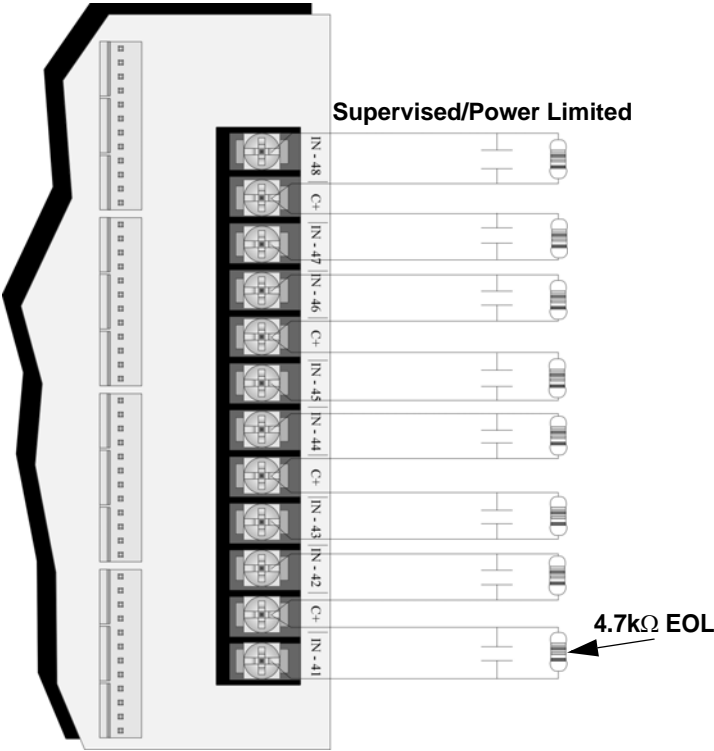 Supervised/Power Limited
IN - 48
C+
IN - 47
IN - 46
C+
IN - 45
IN - 44
C+
IN - 43
IN - 42
C+
IN - 41
4.7kΩ EOL